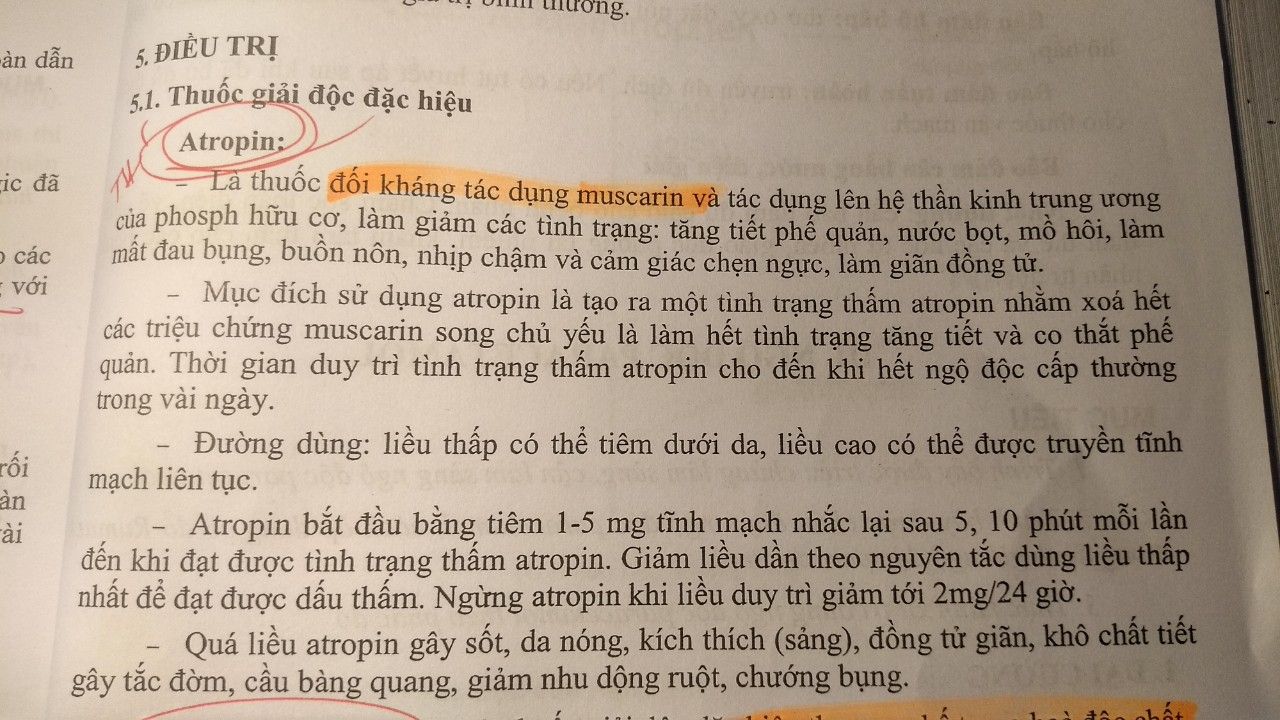 thường.
àn dẫn
5. ĐIỀU TRỊ
5.1. Thuốc giải độc đặc hiệu
Atropin:
ic đã
– Là thuốc đối kháng tác dụng muscarin và tác dụng lên hệ thần kinh trung ương
của phosph hữu cơ, làm giảm các tình trạng: tăng tiết phế quản, nước bọt, mồ hôi, làm
các
mất đau bụng, buồn nôn, nhịp chậm và cảm giác chẹn ngực, làm giãn đồng tử.
với
– Mục đích sử dụng atropin là tạo ra một tình trạng thấm atropin nhằm xoá hết
các triệu chứng muscarin song chủ yếu là làm hết tình trạng tăng tiết và co thắt phế
quản. Thời gian duy trì tình trạng thấm atropin cho đến khi hết ngộ độc cấp thường
trong vài ngày.
– Đường dùng: liều thấp có thể tiêm dưới da, liều cao có thể được truyền tĩnh
rối
mạch liên tục.
àn
– Atropin bắt đầu bằng tiêm 1-5 mg tĩnh mạch nhắc lại sau 5, 10 phút mỗi lần
ài
đến khi đạt được tình trạng thấm atropin. Giảm liều dần theo nguyên tắc dùng liều thấp
nhất để đạt được dấu thấm. Ngừng atropin khi liều duy trì giảm tới 2mg/24 giờ.
– Quá liều atropin gây sốt, da nóng, kích thích (sảng), đồng tử giãn, khô chất tiết
gây tắc đờm, cầu bàng quang, giảm nhu động ruột, chướng bụng.